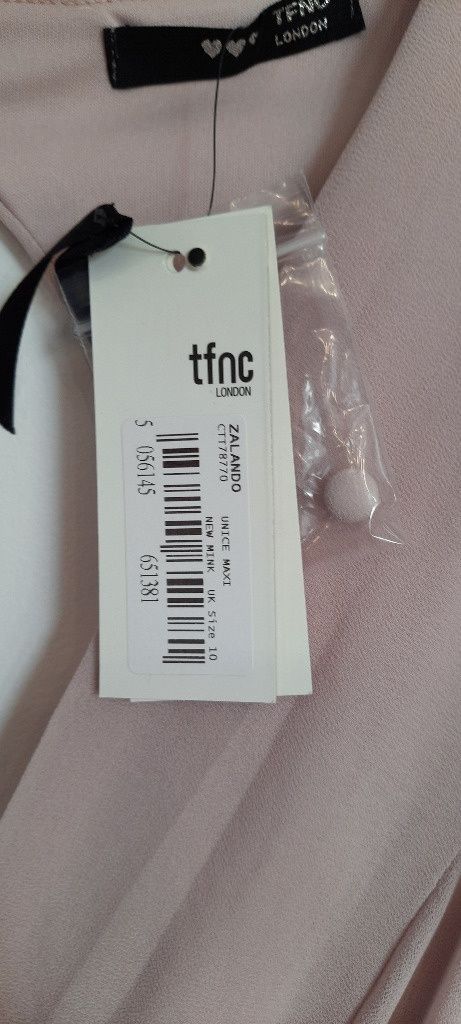 TFNC
LONDON
tfnc
LONDON
ZALANDO
CTT78770
UNICE MAXI
NEW MINK UK Size 10
5 056145 651381